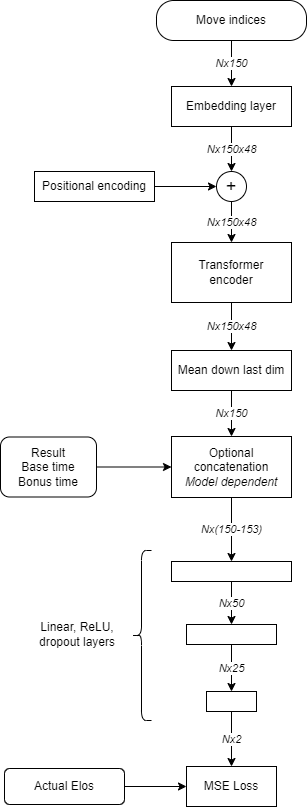 Move indices
Nx150
Embedding layer
Nx150x48
Positional encoding
+
Nx150x48
Transformer
encoder
Nx150x48
Mean down last dim
Nx150
Result
Base time
Bonus time
Optional
concatenation
Model dependent
Nx(150-153)
Linear, ReLU,
dropout layers
Nx50
Nx25
Nx2
Actual Elos
MSE Loss